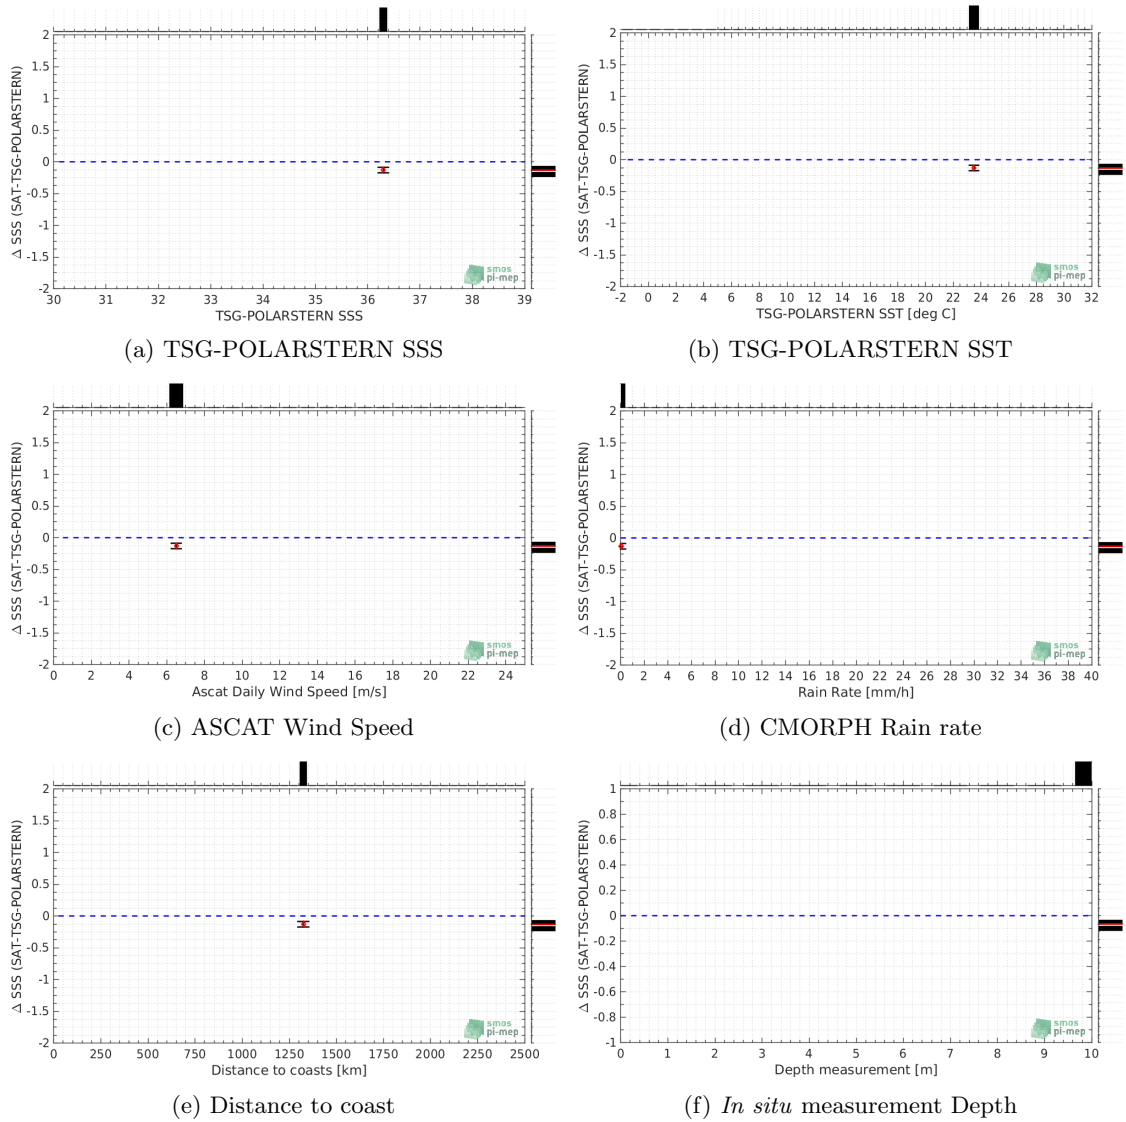 2
1.5
1
0.5
0
-0.5
-1
-1.5
-2
Δ SSS (SAT-TSG-POLARSTERN)
30 31 32 33 34 35 36 37 38 39
TSG-POLARSTERN SSS
smos
pi-mep
(a) TSG-POLARSTERN SSS
2
1.5
1
0.5
0
-0.5
-1
-1.5
-2
Δ SSS (SAT-TSG-POLARSTERN)
-2 0 2 4 6 8 10 12 14 16 18 20 22 24 26 28 30 32
TSG-POLARSTERN SST [deg C]
smos
pi-mep
(b) TSG-POLARSTERN SST
2
1.5
1
0.5
0
-0.5
-1
-1.5
-2
Δ SSS (SAT-TSG-POLARSTERN)
0 2 4 6 8 10 12 14 16 18 20 22 24
Ascat Daily Wind Speed [m/s]
smos
pi-mep
(c) ASCAT Wind Speed
2
1.5
1
0.5
0
-0.5
-1
-1.5
-2
Δ SSS (SAT-TSG-POLARSTERN)
0 2 4 6 8 10 12 14 16 18 20 22 24 26 28 30 32 34 36 38 40
Rain Rate [mm/h]
smos
pi-mep
(d) CMORPH Rain rate
2
1.5
1
0.5
0
-0.5
-1
-1.5
-2
Δ SSS (SAT-TSG-POLARSTERN)
0 250 500 750 1000 1250 1500 1750 2000 2250 2500
Distance to coasts [km]
smos
pi-mep
(e) Distance to coast
1
0.8
0.6
0.4
0.2
0
-0.2
-0.4
-0.6
-0.8
-1
Δ SSS (SAT-TSG-POLARSTERN)
0 1 2 3 4 5 6 7 8 9 10
Depth measurement [m]
smos
pi-mep
(f) In situ measurement Depth